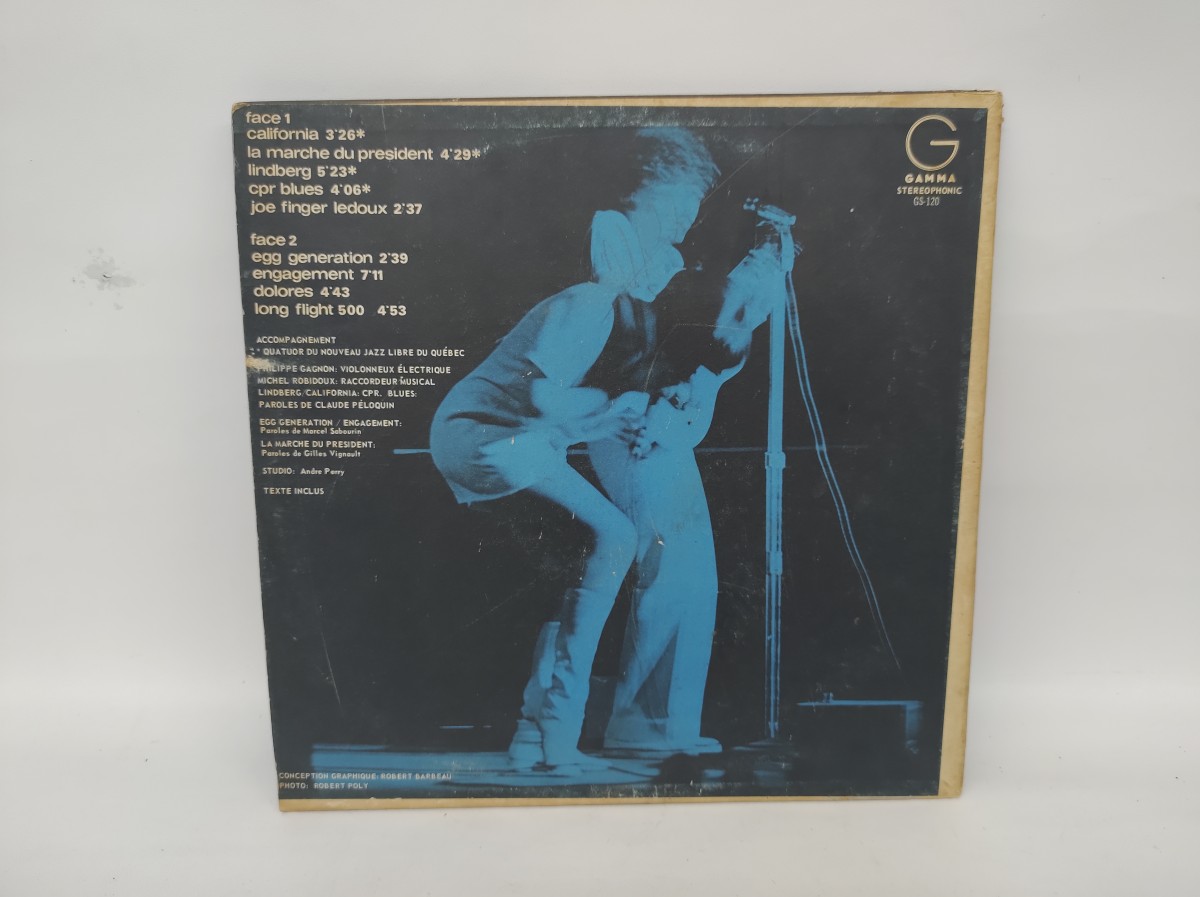 face 1
california 3'26*
la marche du president 4'29*
lindberg 5'23*
cpr blues 4'06*
joe finger ledoux 2'37
face 2
egg generation 2'39
engagement 7'11
dolores 4'43
long flight 500 4'53
ACCOMPAGNEMENT
* QUATUOR DU NOUVEAU JAZZ LIBRE DU QUÉBEC
PHILIPPE GAGNON: VIOLONNEUX ÉLECTRIQUE
MICHEL ROBIDOUX: RACCORDEUR MUSICAL
LINDBERG/CALIFORNIA: CPR. BLUES:
PAROLES DE CLAUDE PÉLOQUIN
EGG GENERATION / ENGAGEMENT:
Paroles de Marcel Sabourin
LA MARCHE DU PRESIDENT:
Paroles de Gilles Vignault
STUDIO: Andre Perry
TEXTE INCLUS
CONCEPTION GRAPHIQUE: ROBERT BARBEAU
PHOTO: ROBERT POLY
G
GAMMA
STEREOPHONIC
GS-120